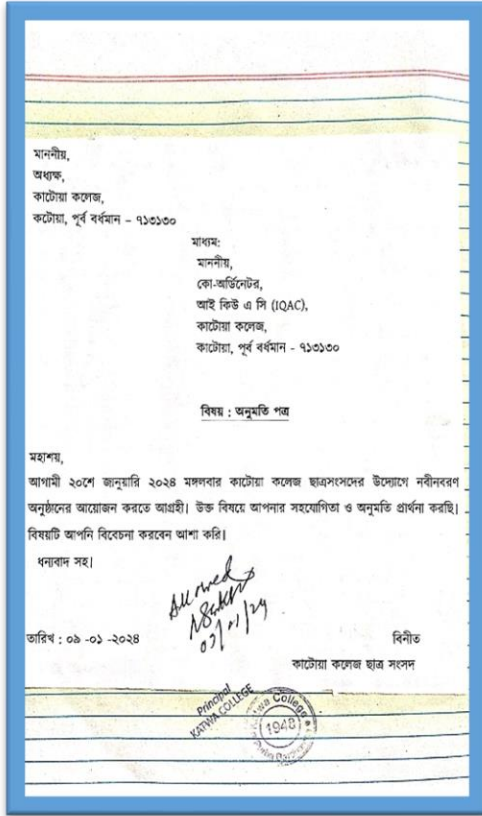 মাননীয়,
অধ্যক্ষ,
কাটোয়া কলেজ,
কটোয়া, পূর্ব বর্ধমান – ৭১৩১৩০
মাধ্যম:
মাননীয়,
কো-অর্ডিনেটর,
আই কিউ এ সি (IQAC),
কাটোয়া কলেজ,
কাটোয়া, পূর্ব বর্ধমান - ৭১৩১৩০
বিষয় : অনুমতি পত্র
মহাশয়,
আগামী ২০শে জানুয়ারি ২০২৪ মঙ্গলবার কাটোয়া কলেজ ছাত্রসংসদের উদ্যোগে নবীনবরণ
অনুষ্ঠানের আয়োজন করতে আগ্রহী। উক্ত বিষয়ে আপনার সহযোগিতা ও অনুমতি প্রার্থনা করছি।
বিষয়টি আপনি বিবেচনা করবেন আশা করি।
ধন্যবাদ সহ।
Allowed
তারিখ : ০৯ -০১ -২০২৪
বিনীত
কাটোয়া কলেজ ছাত্র সংসদ
Principal
KATWA COLLEGE
Katwa College
1948